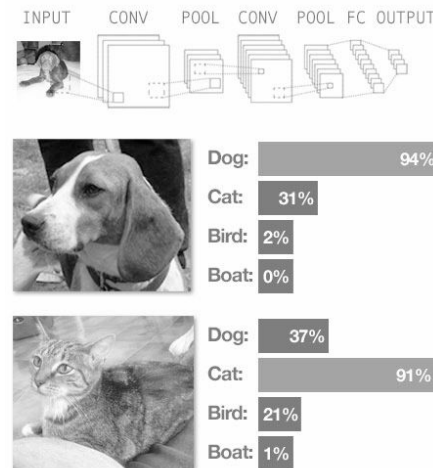 INPUT CONV POOL CONV POOL FC OUTPUT
Dog: 94%
Cat: 31%
Bird: 2%
Boat: 0%
Dog: 37%
Cat: 91%
Bird: 21%
Boat: 1%